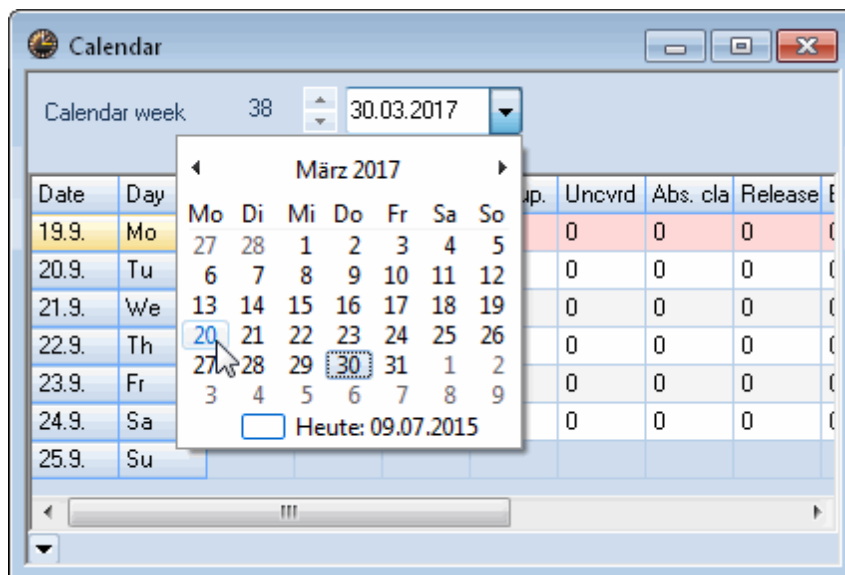 Calendar
Calendar week 38 30.03.2017
März 2017
Date Day up. Uncvrd Abs. cla Release
Mo Di Mi Do Fr Sa So
19.9. Mo 0 0 0
27 28 1 2 3 4 5
20.9. Tu 0 0 0
6 7 8 9 10 11 12
21.9. We 0 0 0
13 14 15 16 17 18 19
22.9. Th 0 0 0
20 21 22 23 24 25 26
27 28 29 30 31 1 2
23.9. Fr 0 0 0
3 4 5 6 7 8 9
24.9. Sa 0 0 0
Heute: 09.07.2015
25.9. Su